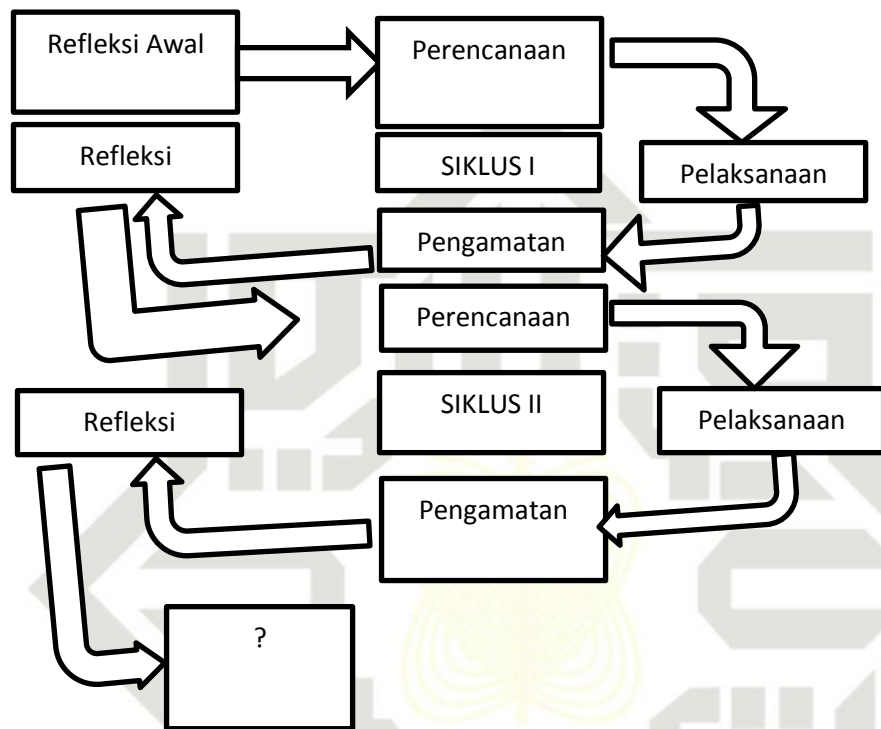 Refleksi Awal
Perencanaan
Refleksi
SIKLUS I
Pelaksanaan
Pengamatan
Perencanaan
Refleksi
SIKLUS II
Pelaksanaan
Pengamatan
?